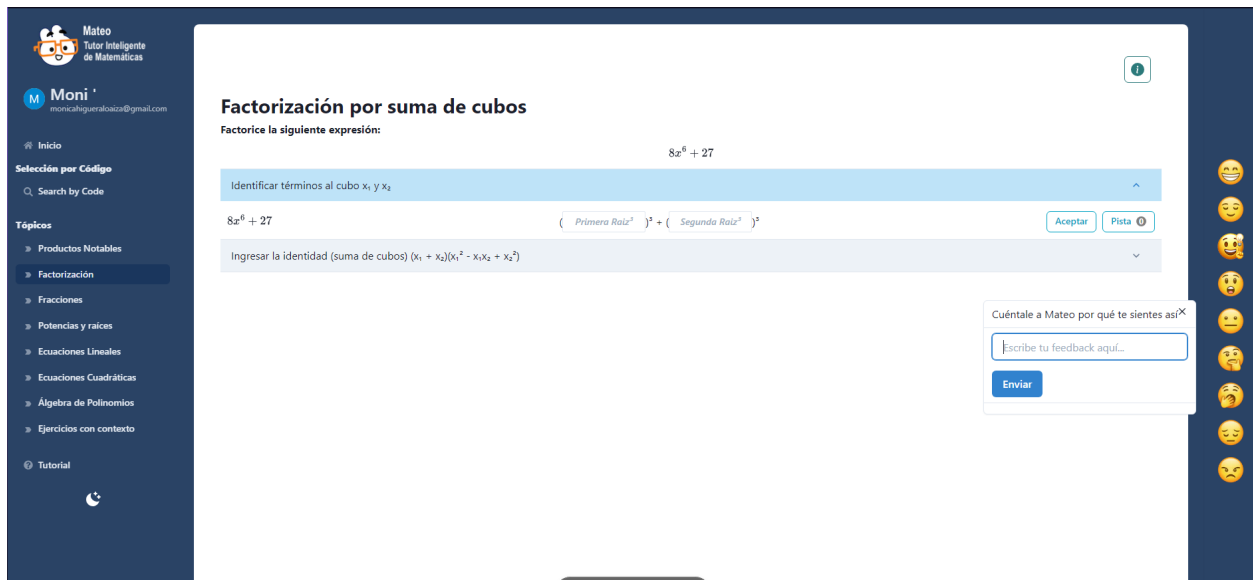 Mateo
Tutor Inteligente
de Matemáticas
M
Moni '
monicahigueraloaiza@gmail.com
Inicio
Selección por Código
Search by Code
Tópicos
Productos Notables
Factorización
Fracciones
Potencias y raíces
Ecuaciones Lineales
Ecuaciones Cuadráticas
Álgebra de Polinomios
Ejercicios con contexto
Tutorial
Factorización por suma de cubos
Factorice la siguiente expresión:
8x⁶ + 27
Identificar términos al cubo x₁ y x₂
8x⁶ + 27 ( Primera Raiz³ )³ + ( Segunda Raiz³ )³ Aceptar Pista 0
Ingresar la identidad (suma de cubos) (x₁ + x₂)(x₁² - x₁x₂ + x₂²)
Cuéntale a Mateo por qué te sientes así ×
Escribe tu feedback aquí...
Enviar